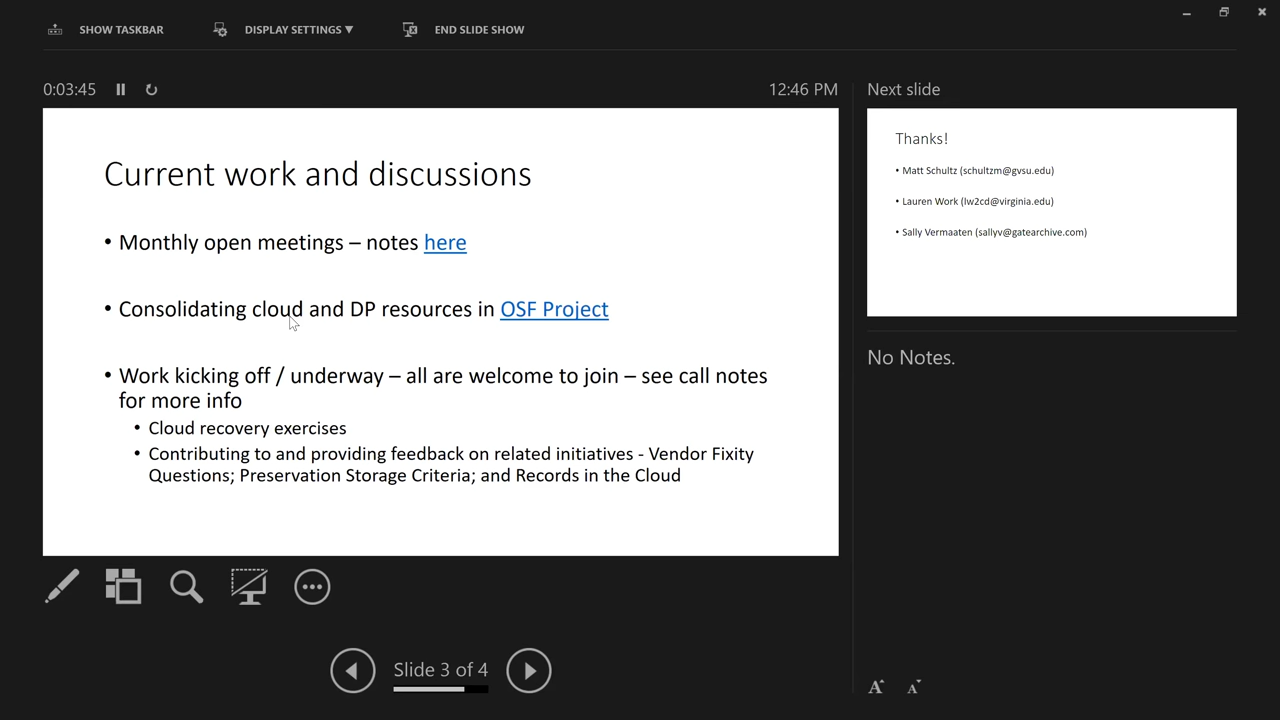 SHOW TASKBAR
DISPLAY SETTINGS ▼
END SLIDE SHOW
0:03:45
12:46 PM
Current work and discussions
• Monthly open meetings – notes here
• Consolidating cloud and DP resources in OSF Project
• Work kicking off / underway – all are welcome to join – see call notes
for more info
• Cloud recovery exercises
• Contributing to and providing feedback on related initiatives - Vendor Fixity
Questions; Preservation Storage Criteria; and Records in the Cloud
Slide 3 of 4
Next slide
Thanks!
• Matt Schultz (schultzm@gvsu.edu)
• Lauren Work (lw2cd@virginia.edu)
• Sally Vermaaten (sallyv@gatearchive.com)
No Notes.
A A